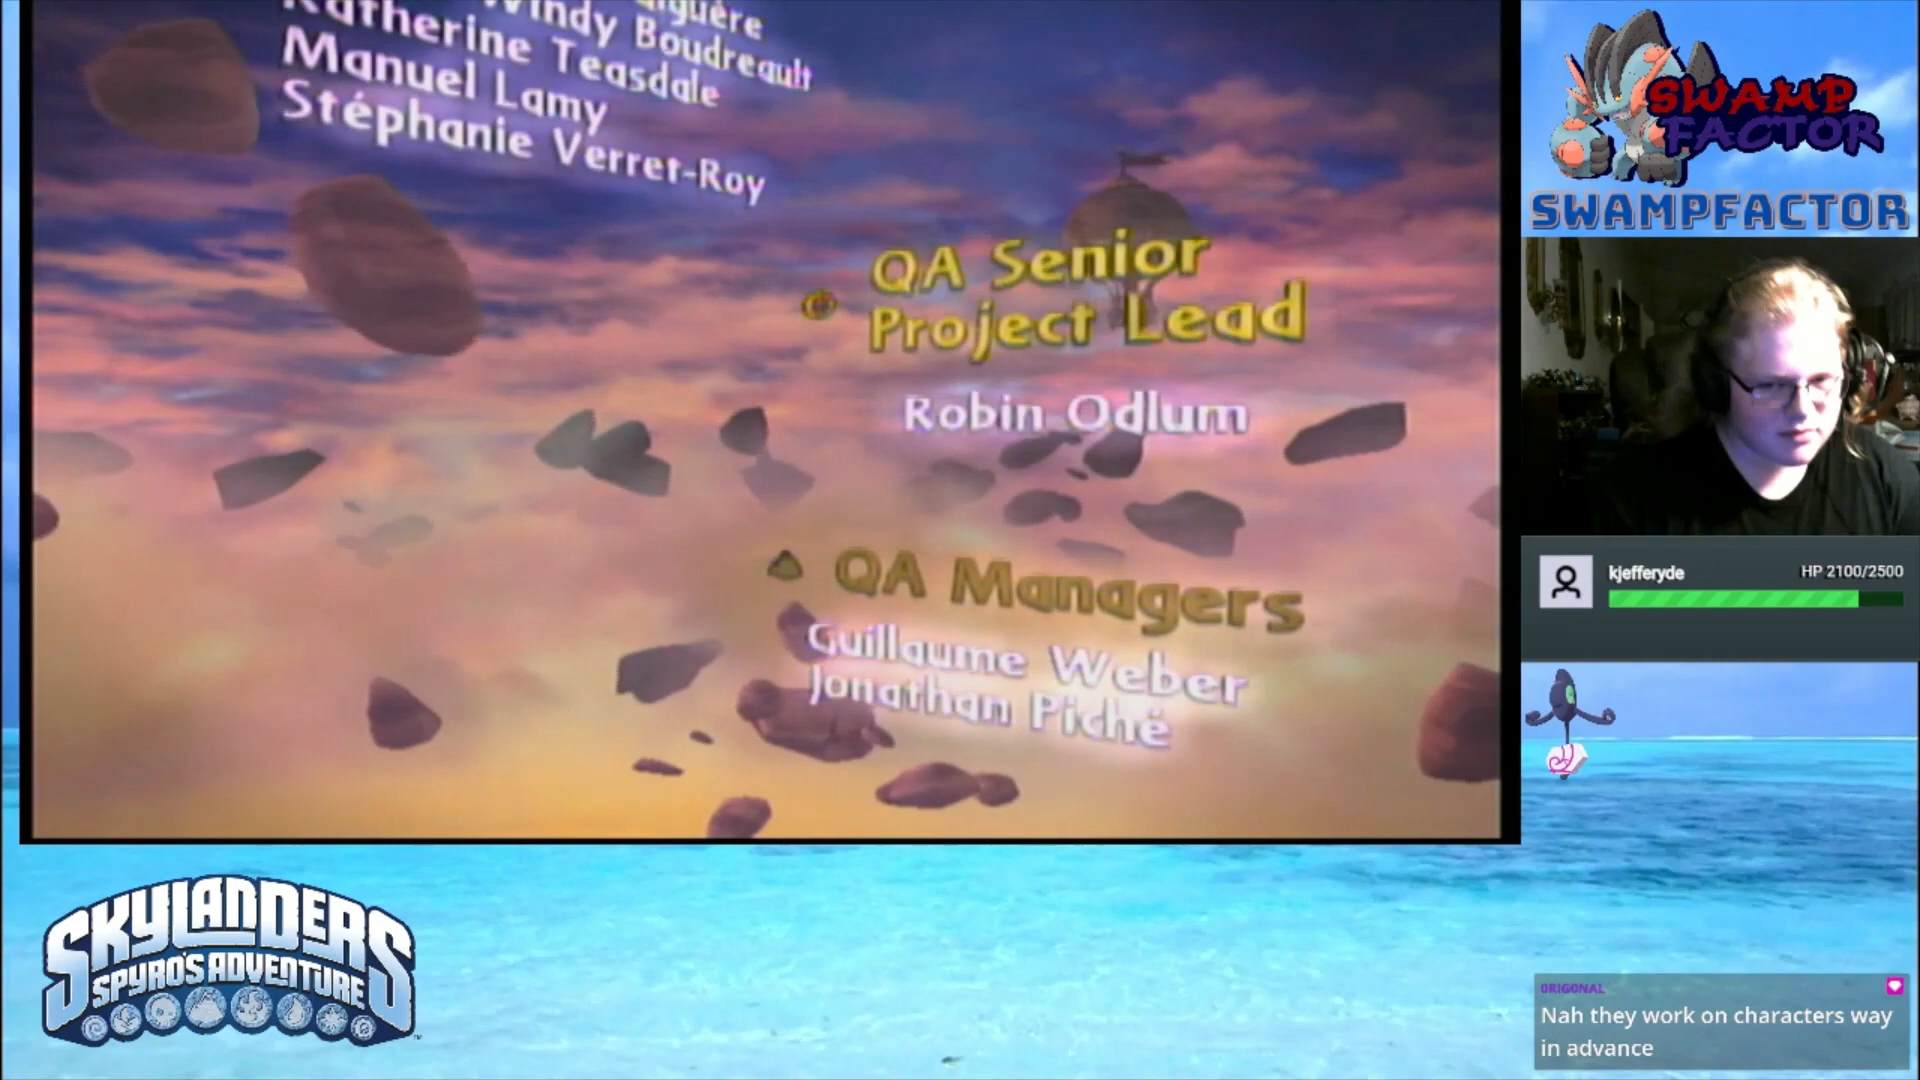 Windy Boudreault
Katherine Teasdale
Manuel Lamy
Stéphanie Verret-Roy
QA Senior
Project Lead
Robin Odlum
QA Managers
Guillaume Weber
Jonathan Piché
SWAMP
FACTOR
SWAMPFACTOR
kjefferyde
HP 2100/2500
SKYLANDERS
SPYRO'S ADVENTURE
ORIGONAL
Nah they work on characters way
in advance